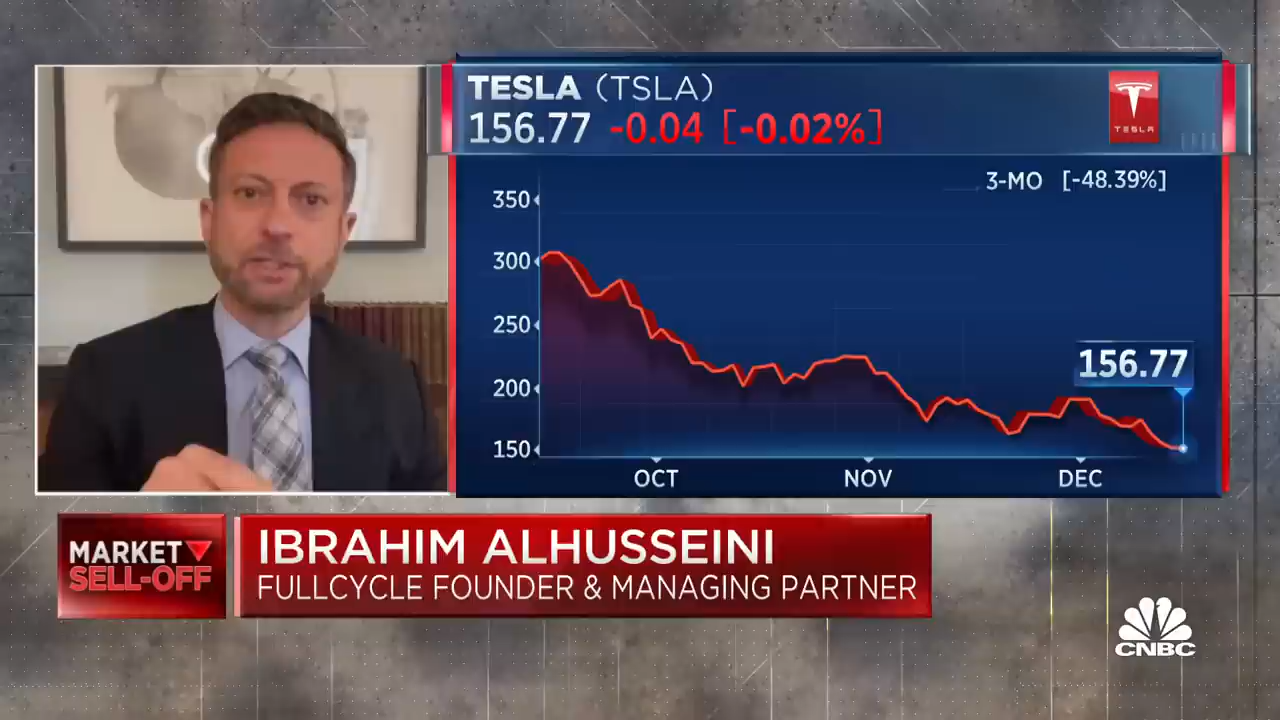 TESLA (TSLA)
156.77 -0.04 [-0.02%]
TESLA
3-MO [-48.39%]
350
300
250
200
150
156.77
OCT NOV DEC
MARKET
SELL-OFF
IBRAHIM ALHUSSEINI
FULLCYCLE FOUNDER & MANAGING PARTNER
CNBC